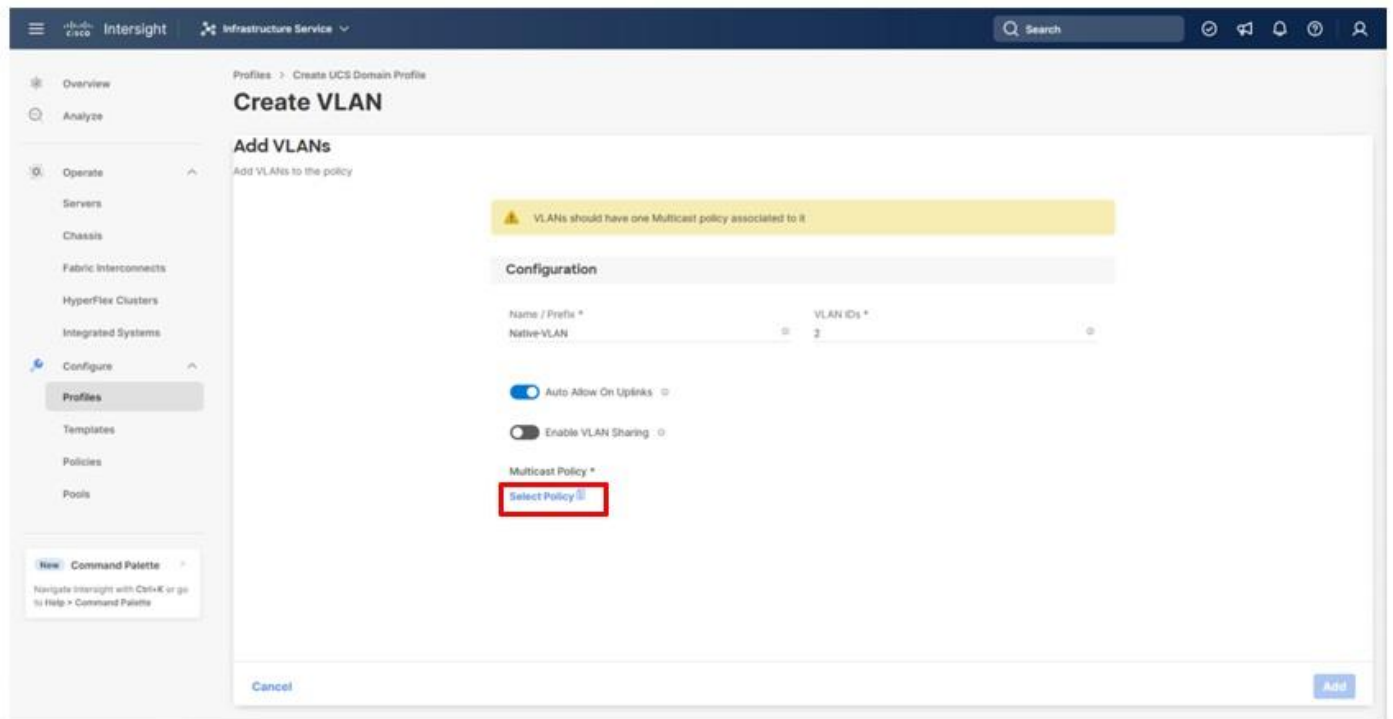 cisco Intersight
Infrastructure Service
Search
Overview
Analyze
Operate
Servers
Chassis
Fabric Interconnects
HyperFlex Clusters
Integrated Systems
Configure
Profiles
Templates
Policies
Pools
New Command Palette
Navigate Intersight with Ctrl+K or go
to Help > Command Palette
Profiles > Create UCS Domain Profile
Create VLAN
Add VLANs
Add VLANs to the policy
VLANs should have one Multicast policy associated to it
Configuration
Name / Prefix *
Native-VLAN
VLAN IDs *
2
Auto Allow On Uplinks
Enable VLAN Sharing
Multicast Policy *
Select Policy
Cancel
Add